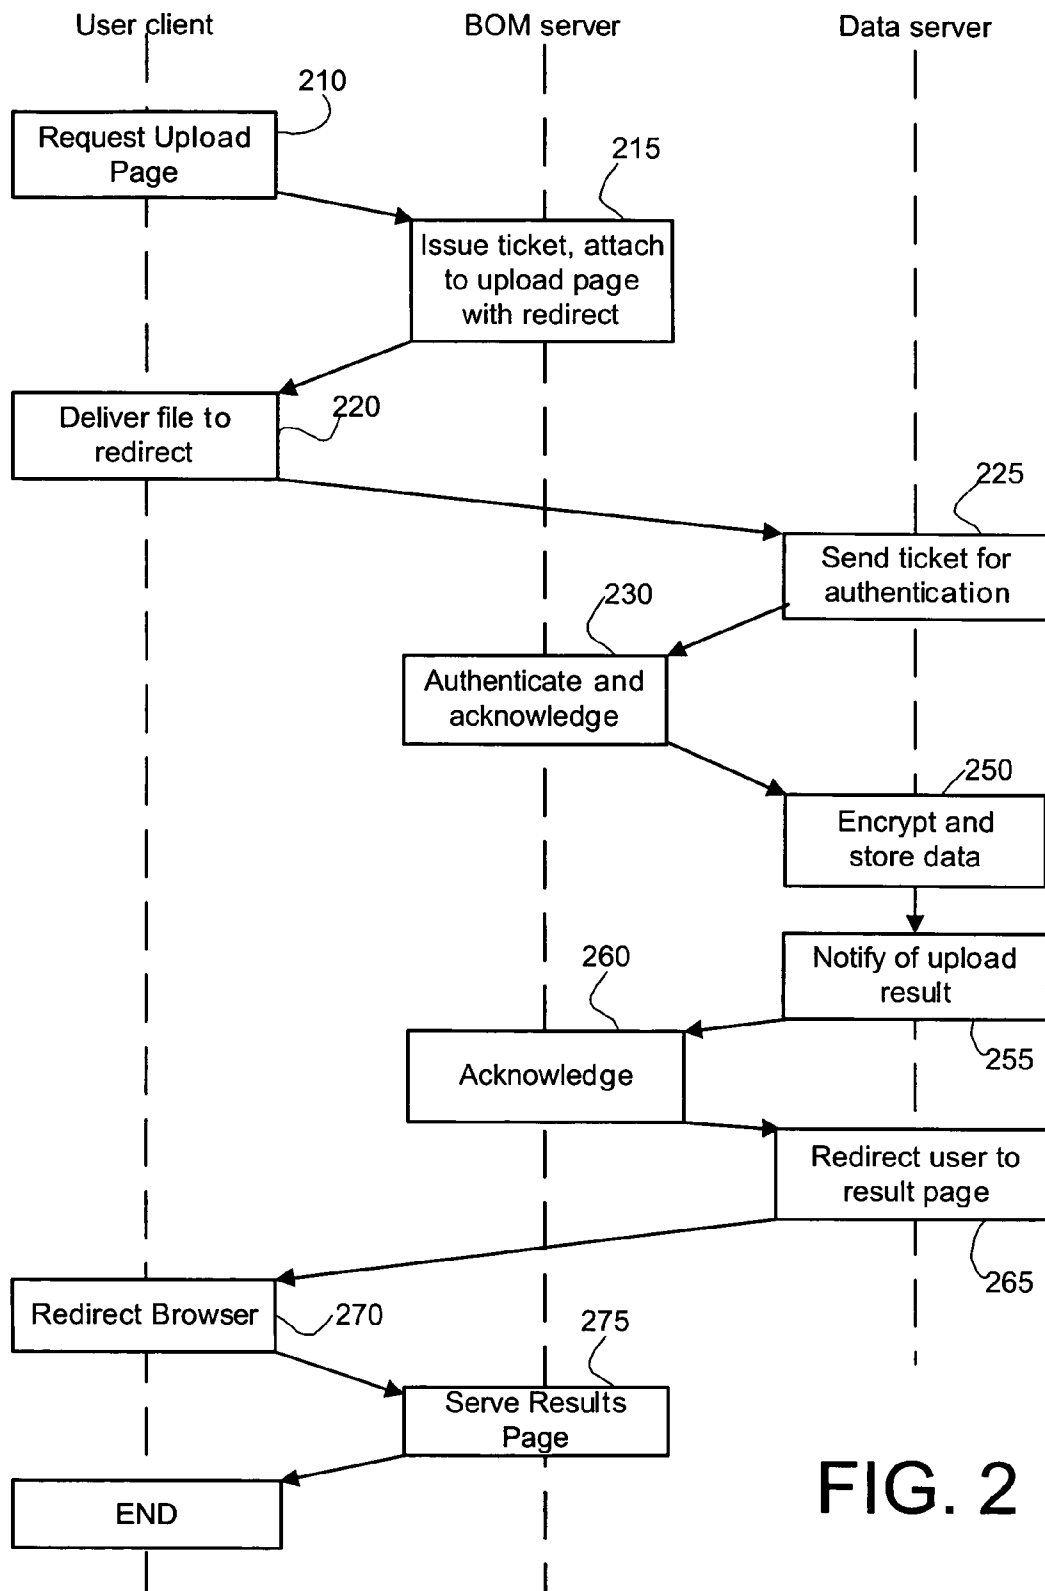 User client
BOM server
Data server
210
Request Upload
Page
215
Issue ticket, attach
to upload page
with redirect
Deliver file to
redirect
220
225
Send ticket for
authentication
230
Authenticate and
acknowledge
250
Encrypt and
store data
Notify of upload
result
255
260
Acknowledge
Redirect user to
result page
265
Redirect Browser
270
275
Serve Results
Page
END
FIG. 2